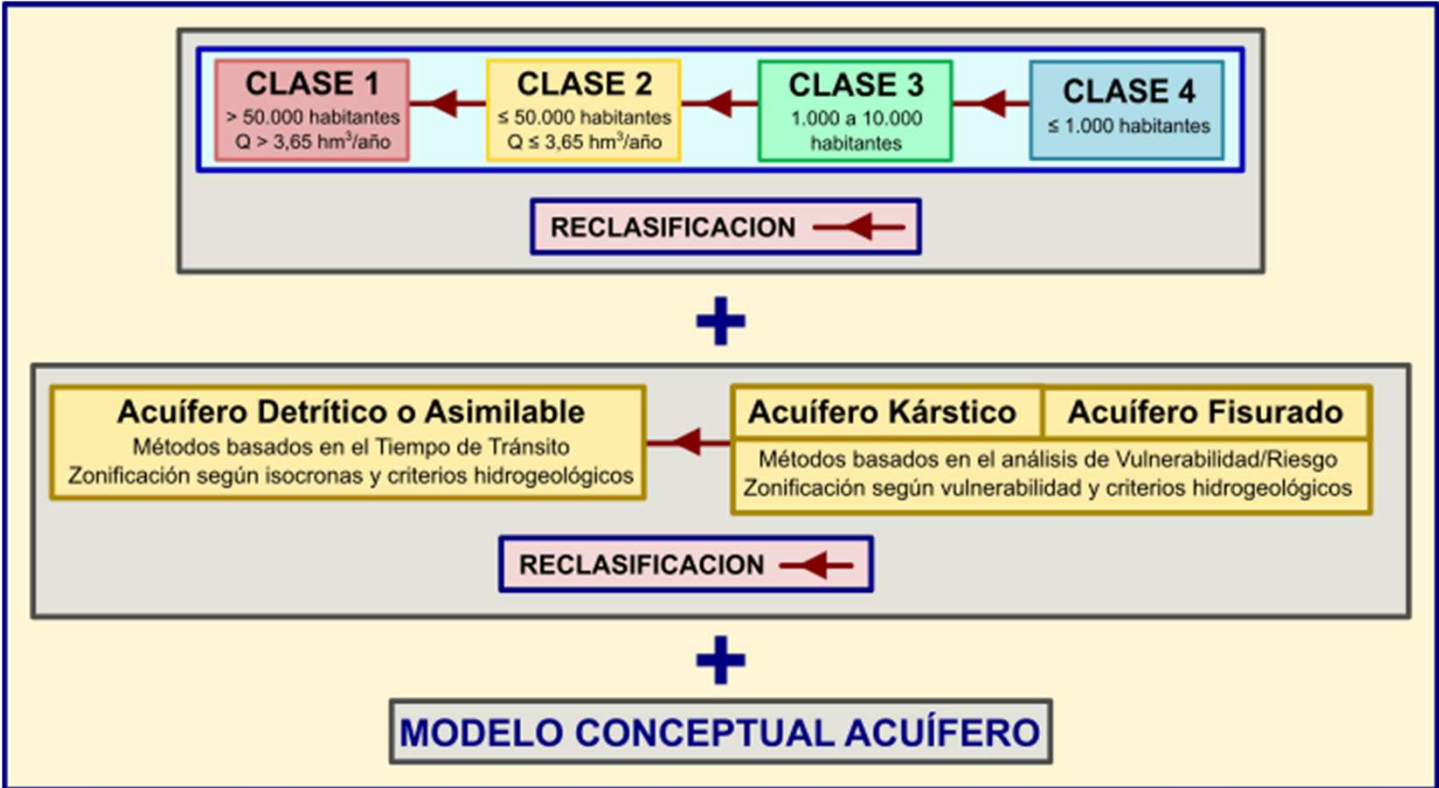 CLASE 1
> 50.000 habitantes
Q > 3,65 hm³/año
CLASE 2
≤ 50.000 habitantes
Q ≤ 3,65 hm³/año
CLASE 3
1.000 a 10.000
habitantes
CLASE 4
≤ 1.000 habitantes
RECLASIFICACION
+
Acuífero Detrítico o Asimilable
Métodos basados en el Tiempo de Tránsito
Zonificación según isocronas y criterios hidrogeológicos
Acuífero Kárstico
Acuífero Fisurado
Métodos basados en el análisis de Vulnerabilidad/Riesgo
Zonificación según vulnerabilidad y criterios hidrogeológicos
RECLASIFICACION
+
MODELO CONCEPTUAL ACUÍFERO